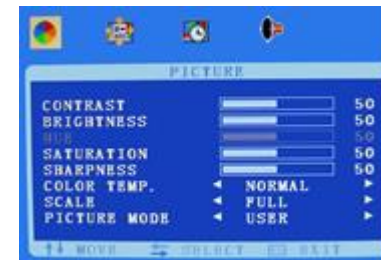 PICTURE
CONTRAST 50
BRIGHTNESS 50
HUE 50
SATURATION 50
SHARPNESS 50
COLOR TEMP. NORMAL
SCALE FULL
PICTURE MODE USER
MOVE SELECT EXIT